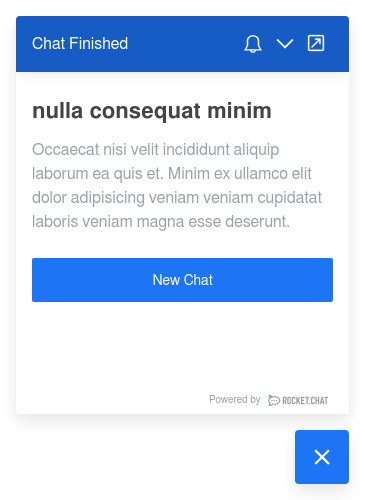 Chat Finished
nulla consequat minim
Occaecat nisi velit incididunt aliquip
laborum ea quis et. Minim ex ullamco elit
dolor adipisicing veniam veniam cupidatat
laboris veniam magna esse deserunt.
New Chat
Powered by ROCKET.CHAT